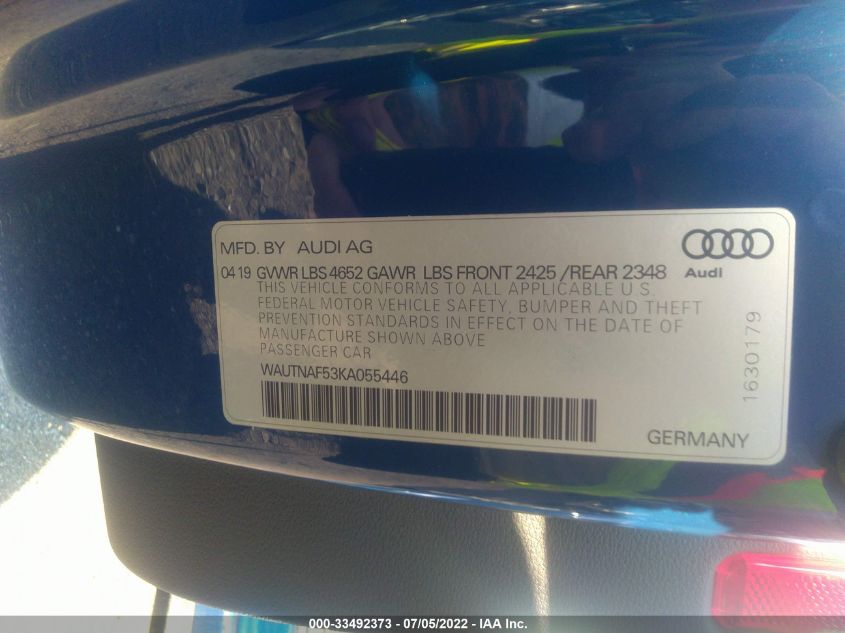 MFD. BY AUDI AG
04 19 GVWR LBS 4652 GAWR LBS FRONT 2425 /REAR 2348
Audi
THIS VEHICLE CONFORMS TO ALL APPLICABLE U.S.
FEDERAL MOTOR VEHICLE SAFETY, BUMPER AND THEFT
PREVENTION STANDARDS IN EFFECT ON THE DATE OF
MANUFACTURE SHOWN ABOVE
PASSENGER CAR
WAUTNAF53KA055446
1630179
GERMANY
000-33492373 - 07/05/2022 - IAA Inc.